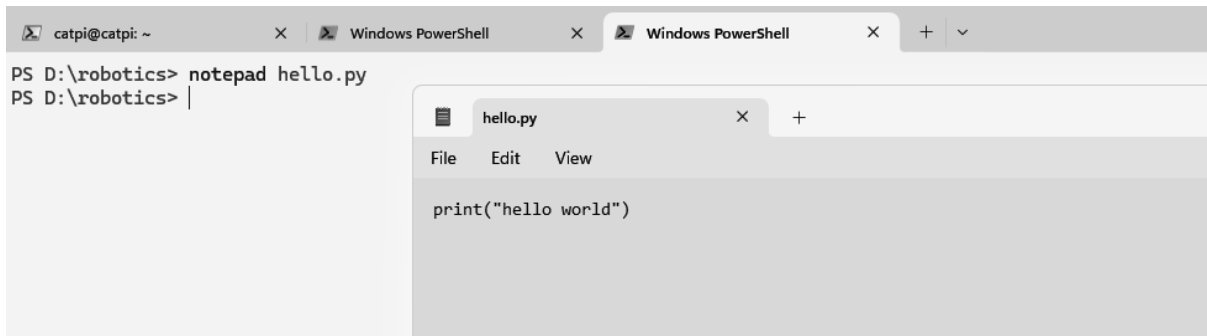 catpi@catpi: ~
Windows PowerShell
Windows PowerShell
PS D:\robotics> notepad hello.py
PS D:\robotics>
hello.py
File Edit View
print("hello world")